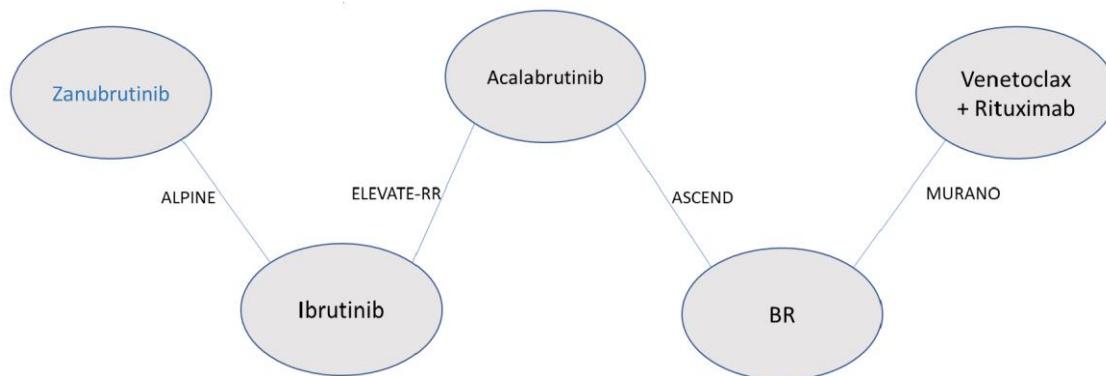 Zanubrutinib
Acalabrutinib
Venetoclax
+ Rituximab
ALPINE
ELEVATE-RR
ASCEND
MURANO
Ibrutinib
BR